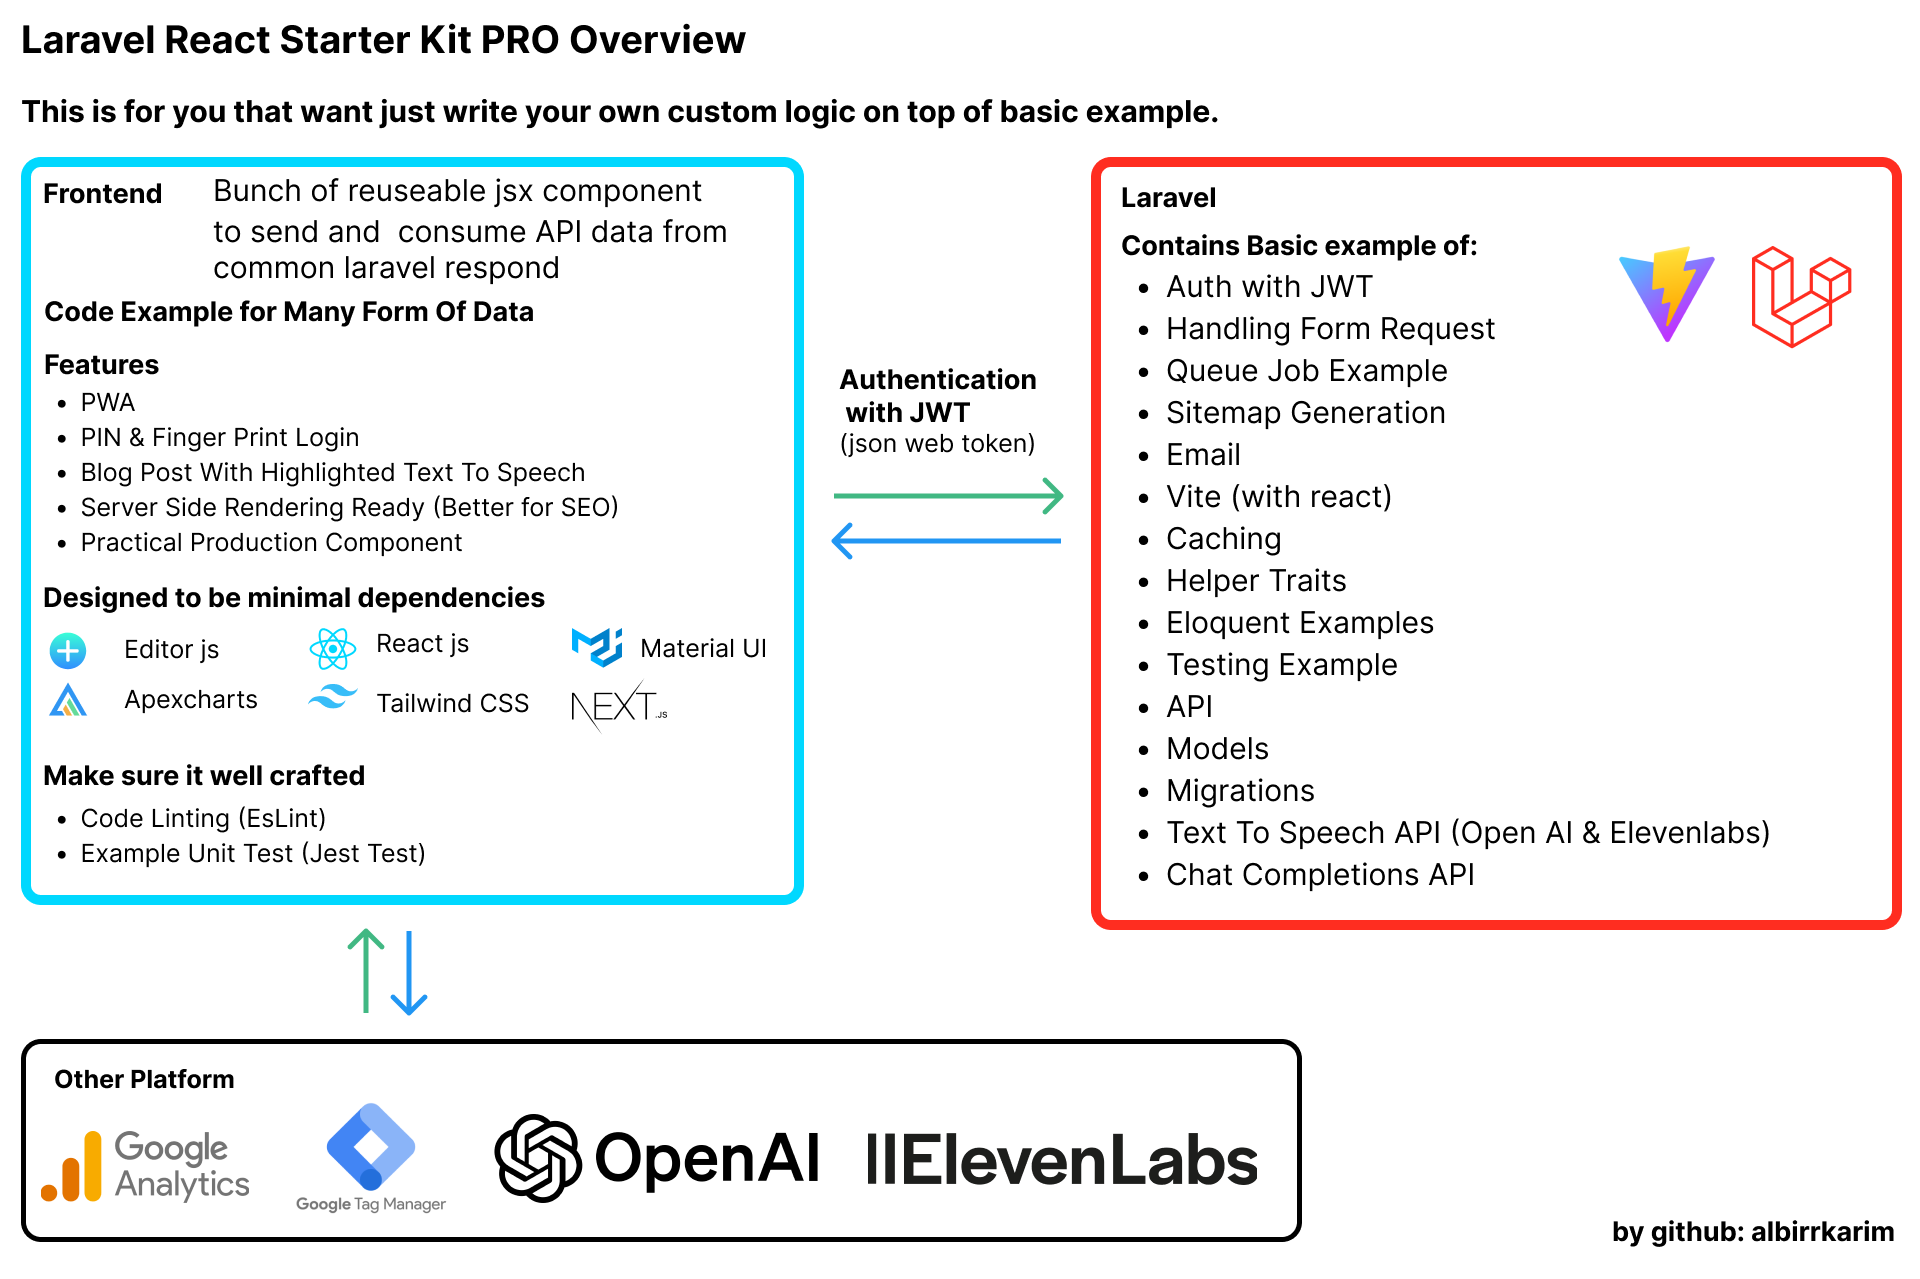 Laravel React Starter Kit PRO Overview
This is for you that want just write your own custom logic on top of basic example.
Frontend
Bunch of reuseable jsx component
to send and  consume API data from
common laravel respond
Code Example for Many Form Of Data
Features
• PWA
• PIN & Finger Print Login
• Blog Post With Highlighted Text To Speech
• Server Side Rendering Ready (Better for SEO)
• Practical Production Component
Designed to be minimal dependencies
Editor js
React js
Material UI
Apexcharts
Tailwind CSS
NEXT.JS
Make sure it well crafted
• Code Linting (EsLint)
• Example Unit Test (Jest Test)
Authentication
with JWT
(json web token)
Laravel
Contains Basic example of:
• Auth with JWT
• Handling Form Request
• Queue Job Example
• Sitemap Generation
• Email
• Vite (with react)
• Caching
• Helper Traits
• Eloquent Examples
• Testing Example
• API
• Models
• Migrations
• Text To Speech API (Open AI & Elevenlabs)
• Chat Completions API
Other Platform
Google
Analytics
Google Tag Manager
OpenAI
IIElevenLabs
by github: albirrkarim